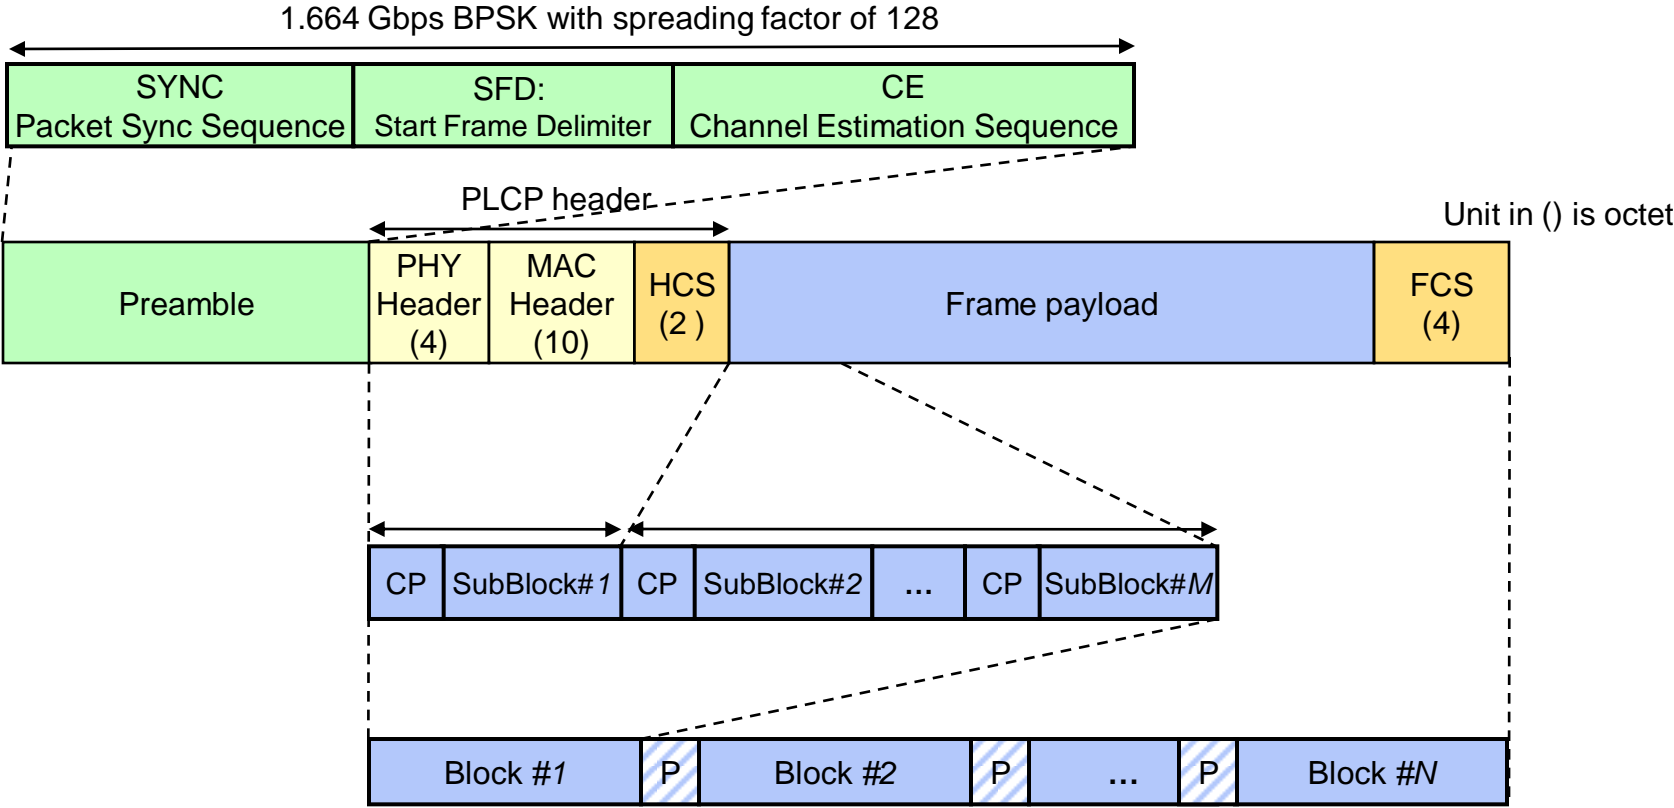 1.664 Gbps BPSK with spreading factor of 128
SYNC
Packet Sync Sequence
SFD:
Start Frame Delimiter
CE
Channel Estimation Sequence
PLCP header
Unit in () is octet
Preamble
PHY
Header
(4)
MAC
Header
(10)
HCS
(2 )
Frame payload
FCS
(4)
CP
SubBlock#1
CP
SubBlock#2
...
CP
SubBlock#M
Block #1
P
Block #2
P
...
P
Block #N